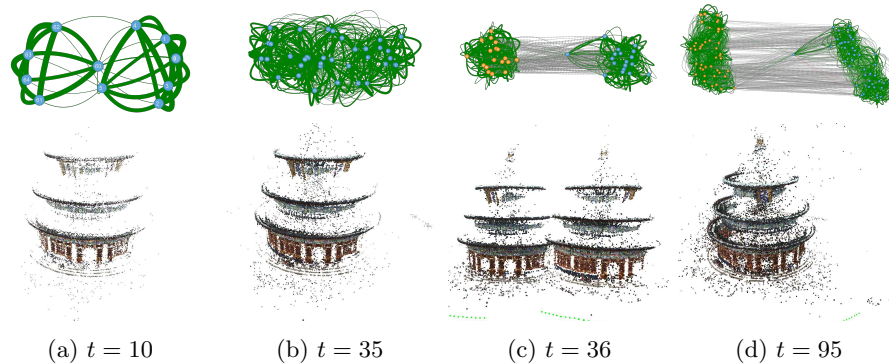 (a) t = 10
(b) t = 35
(c) t = 36
(d) t = 95